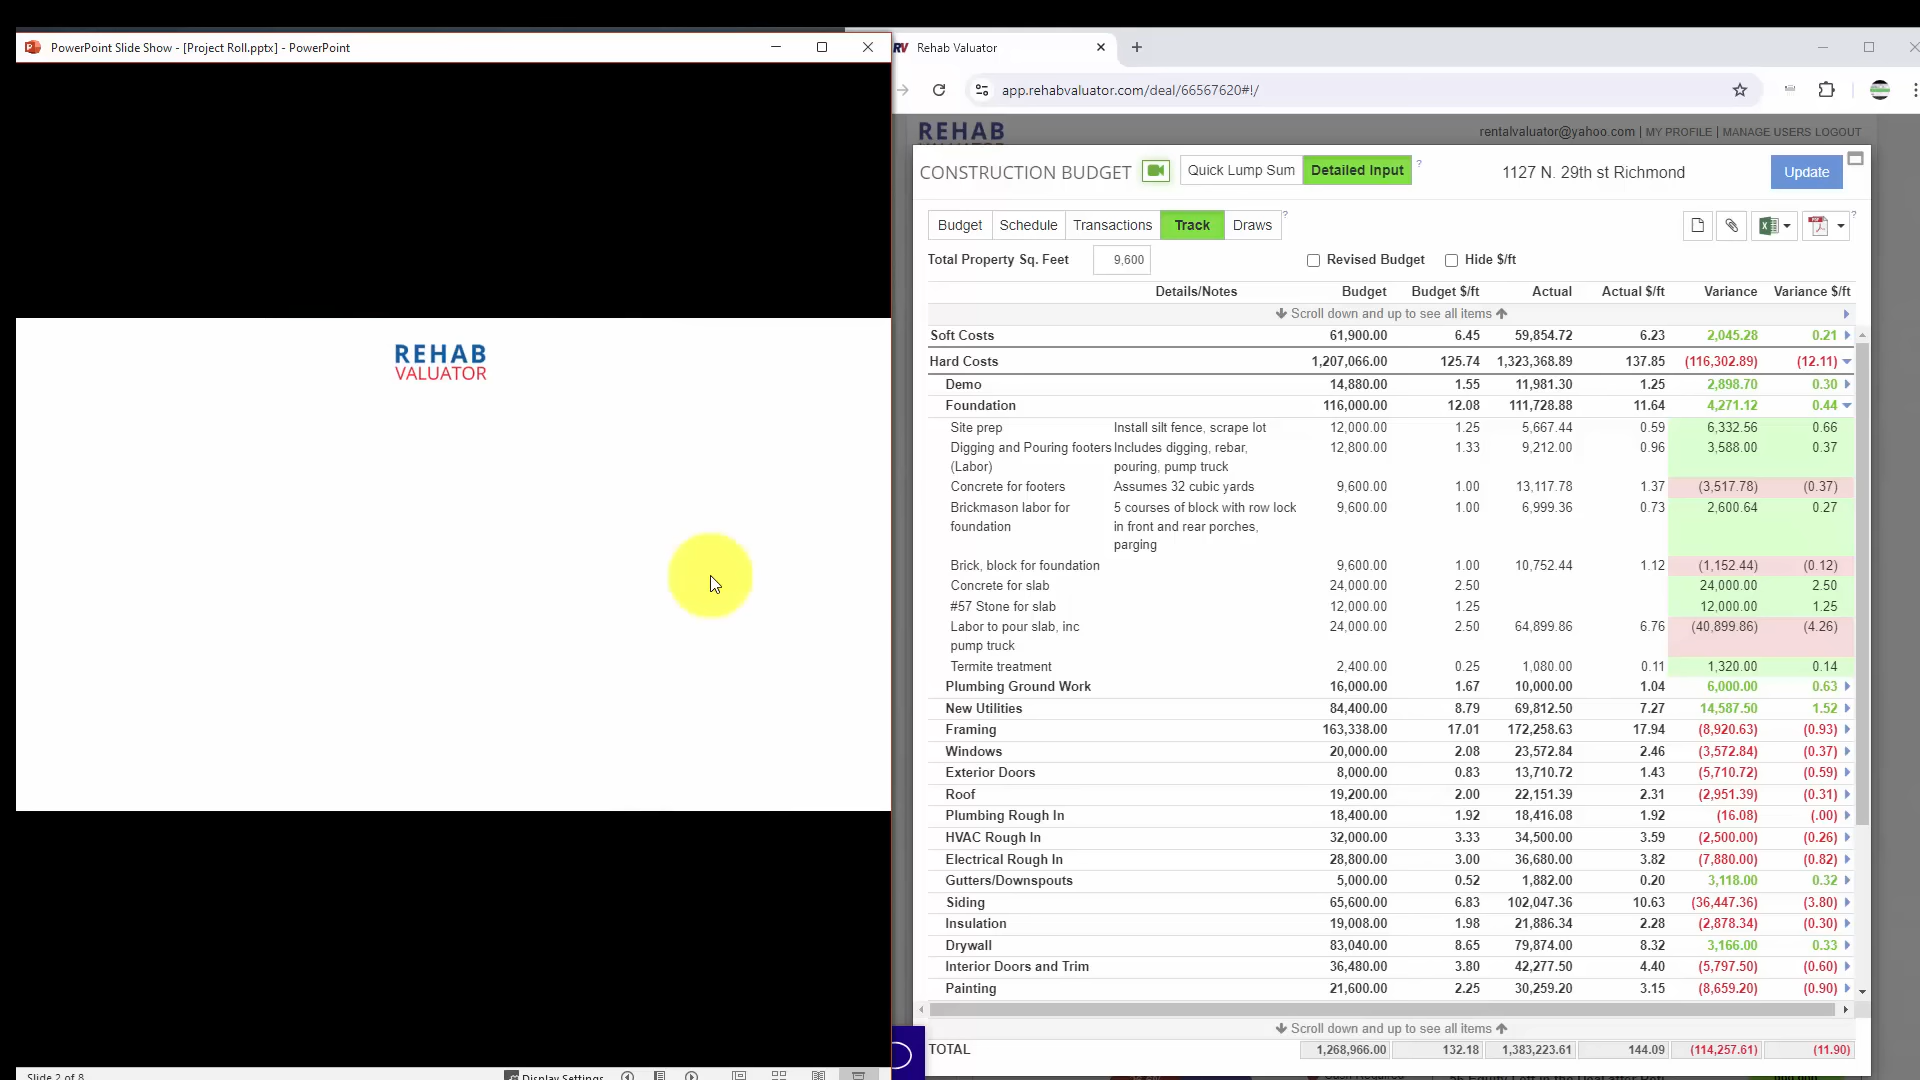 PowerPoint Slide Show - [Project Roll.pptx] - PowerPoint
REHAB
VALUATOR
Slide 2 of 8
Display Settings
RV Rehab Valuator
app.rehabvaluator.com/deal/66567620#!/
REHAB
rentalvaluator@yahoo.com | MY PROFILE | MANAGE USERS LOGOUT
CONSTRUCTION BUDGET Quick Lump Sum Detailed Input ? 1127 N. 29th st Richmond Update
Budget Schedule Transactions Track Draws ? ?
Total Property Sq. Feet 9,600 Revised Budget Hide $/ft
Details/Notes Budget Budget $/ft Actual Actual $/ft Variance Variance $/ft
Scroll down and up to see all items
Soft Costs 61,900.00 6.45 59,854.72 6.23 2,045.28 0.21
Hard Costs 1,207,066.00 125.74 1,323,368.89 137.85 (116,302.89) (12.11)
Demo 14,880.00 1.55 11,981.30 1.25 2,898.70 0.30
Foundation 116,000.00 12.08 111,728.88 11.64 4,271.12 0.44
Site prep Install silt fence, scrape lot 12,000.00 1.25 5,667.44 0.59 6,332.56 0.66
Digging and Pouring footers Includes digging, rebar, 12,800.00 1.33 9,212.00 0.96 3,588.00 0.37
(Labor) pouring, pump truck
Concrete for footers Assumes 32 cubic yards 9,600.00 1.00 13,117.78 1.37 (3,517.78) (0.37)
Brickmason labor for 5 courses of block with row lock 9,600.00 1.00 6,999.36 0.73 2,600.64 0.27
foundation in front and rear porches,
parging
Brick, block for foundation 9,600.00 1.00 10,752.44 1.12 (1,152.44) (0.12)
Concrete for slab 24,000.00 2.50 24,000.00 2.50
#57 Stone for slab 12,000.00 1.25 12,000.00 1.25
Labor to pour slab, inc 24,000.00 2.50 64,899.86 6.76 (40,899.86) (4.26)
pump truck
Termite treatment 2,400.00 0.25 1,080.00 0.11 1,320.00 0.14
Plumbing Ground Work 16,000.00 1.67 10,000.00 1.04 6,000.00 0.63
New Utilities 84,400.00 8.79 69,812.50 7.27 14,587.50 1.52
Framing 163,338.00 17.01 172,258.63 17.94 (8,920.63) (0.93)
Windows 20,000.00 2.08 23,572.84 2.46 (3,572.84) (0.37)
Exterior Doors 8,000.00 0.83 13,710.72 1.43 (5,710.72) (0.59)
Roof 19,200.00 2.00 22,151.39 2.31 (2,951.39) (0.31)
Plumbing Rough In 18,400.00 1.92 18,416.08 1.92 (16.08) (.00)
HVAC Rough In 32,000.00 3.33 34,500.00 3.59 (2,500.00) (0.26)
Electrical Rough In 28,800.00 3.00 36,680.00 3.82 (7,880.00) (0.82)
Gutters/Downspouts 5,000.00 0.52 1,882.00 0.20 3,118.00 0.32
Siding 65,600.00 6.83 102,047.36 10.63 (36,447.36) (3.80)
Insulation 19,008.00 1.98 21,886.34 2.28 (2,878.34) (0.30)
Drywall 83,040.00 8.65 79,874.00 8.32 3,166.00 0.33
Interior Doors and Trim 36,480.00 3.80 42,277.50 4.40 (5,797.50) (0.60)
Painting 21,600.00 2.25 30,259.20 3.15 (8,659.20) (0.90)
Scroll down and up to see all items
TOTAL 1,268,966.00 132.18 1,383,223.61 144.09 (114,257.61) (11.90)